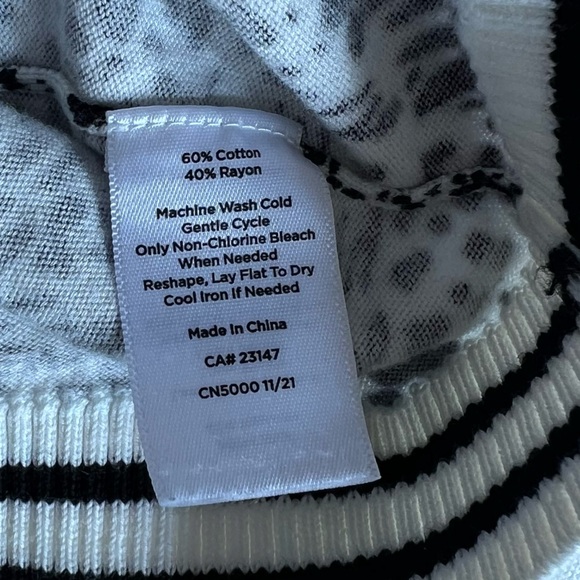 60% Cotton
40% Rayon
Machine Wash Cold
Gentle Cycle
Only Non-Chlorine Bleach
When Needed
Reshape, Lay Flat To Dry
Cool Iron If Needed
Made In China
CA# 23147
CN5000 11/21